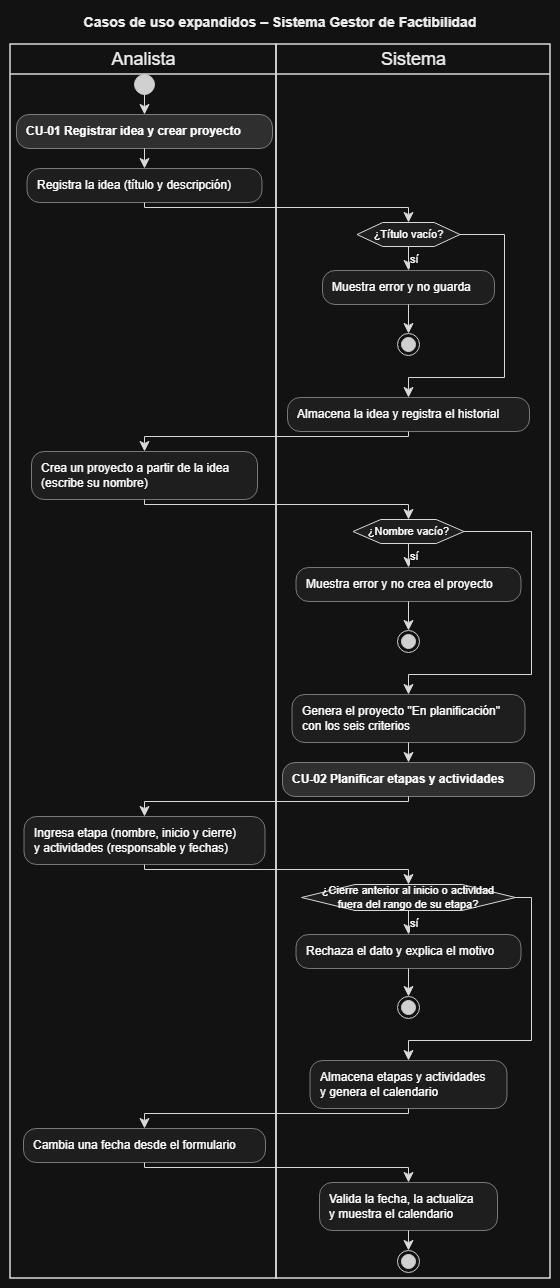 Casos de uso expandidos – Sistema Gestor de Factibilidad
Analista
Sistema
CU-01 Registrar idea y crear proyecto
Registra la idea (título y descripción)
¿Título vacío?
sí
Muestra error y no guarda
Almacena la idea y registra el historial
Crea un proyecto a partir de la idea
(escribe su nombre)
¿Nombre vacío?
sí
Muestra error y no crea el proyecto
Genera el proyecto "En planificación"
con los seis criterios
CU-02 Planificar etapas y actividades
Ingresa etapa (nombre, inicio y cierre)
y actividades (responsable y fechas)
¿Cierre anterior al inicio o actividad
fuera del rango de su etapa?
sí
Rechaza el dato y explica el motivo
Almacena etapas y actividades
y genera el calendario
Cambia una fecha desde el formulario
Valida la fecha, la actualiza
y muestra el calendario